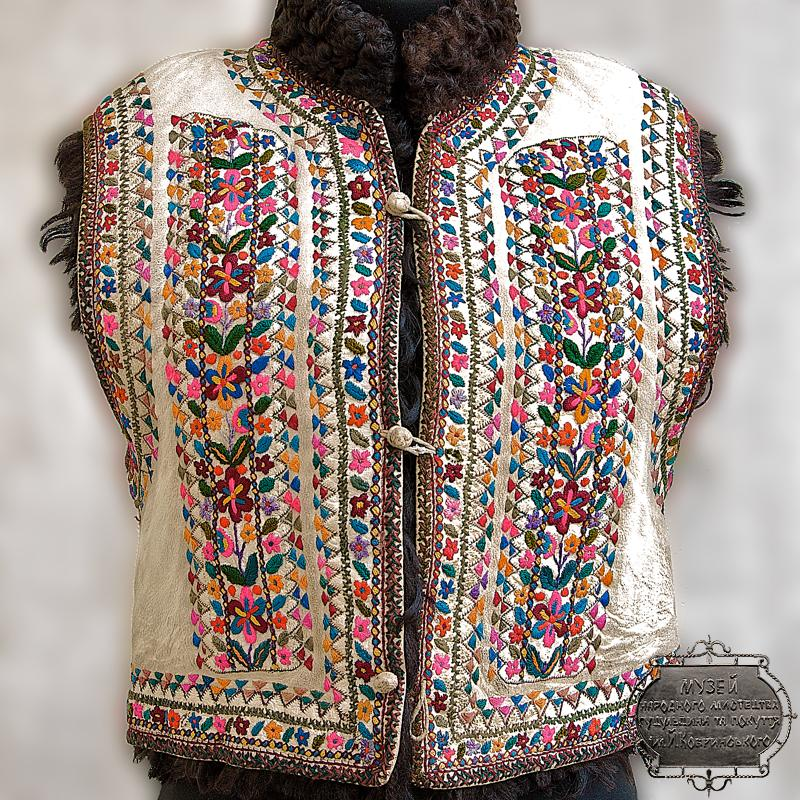 МУЗЕЙ
НАРОДНОГО МИСТЕЦТВА
ГУЦУЛЬЩИНИ ТА ПОКУТТЯ
ім. Й. КОБРИНСЬКОГО